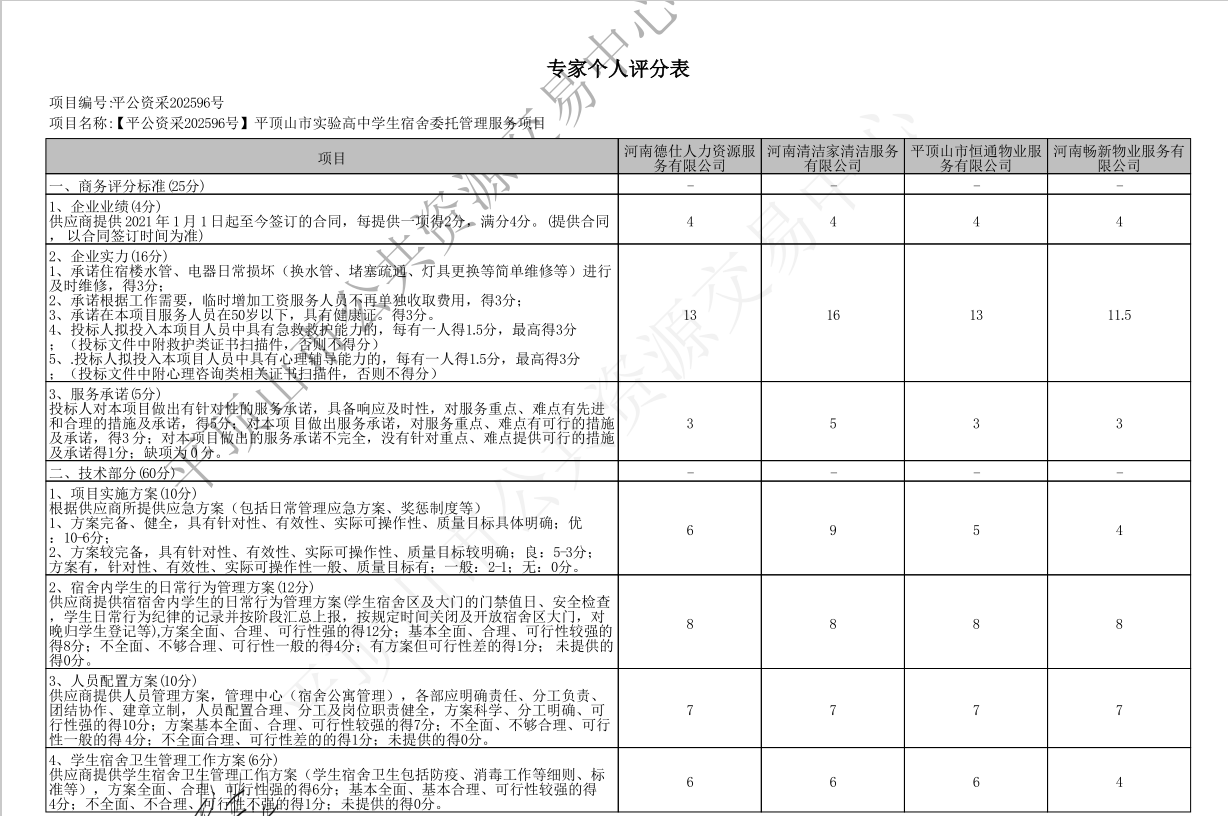 专家个人评分表
项目编号:平公资采202596号
项目名称:【平公资采202596号】平顶山市实验高中学生宿舍委托管理服务项目
项目 河南德仕人力资源服务有限公司 河南清洁家清洁服务有限公司 平顶山市恒通物业服务有限公司 河南畅新物业服务有限公司
一、商务评分标准(25分) － － － －
1、企业业绩(4分)
供应商提供 2021 年 1 月 1 日起至今签订的合同，每提供一项得2分，满分4分。(提供合同
， 以合同签订时间为准)
4 4 4 4
2、企业实力(16分)
1、承诺住宿楼水管、电器日常损坏（换水管、堵塞疏通、灯具更换等简单维修等）进行
及时维修，得3分；
2、承诺根据工作需要，临时增加工资服务人员不再单独收取费用，得3分；
3、承诺在本项目服务人员在50岁以下，具有健康证。得3分。
4、投标人拟投入本项目人员中具有急救救护能力的，每有一人得1.5分，最高得3分
；（投标文件中附救护类证书扫描件，否则不得分）
5、.投标人拟投入本项目人员中具有心理辅导能力的，每有一人得1.5分，最高得3分
；（投标文件中附心理咨询类相关证书扫描件，否则不得分）
13 16 13 11.5
3、服务承诺(5分)
投标人对本项目做出有针对性的服务承诺，具备响应及时性，对服务重点、难点有先进
和合理的措施及承诺，得5分；对本项 目做出服务承诺，对服务重点、难点有可行的措施
及承诺，得3 分；对本项目做出的服务承诺不完全，没有针对重点、难点提供可行的措施
及承诺得1分；缺项为 0 分。
3 5 3 3
二、技术部分(60分) － － － －
1、项目实施方案(10分)
根据供应商所提供应急方案（包括日常管理应急方案、奖惩制度等）
1、方案完备、健全，具有针对性、有效性、实际可操作性、质量目标具体明确；优
：10-6分；
2、方案较完备，具有针对性、有效性、实际可操作性、质量目标较明确；良：5-3分；
方案有，针对性、有效性、实际可操作性一般、质量目标有；一般：2-1；无：0分。
6 9 5 4
2、宿舍内学生的日常行为管理方案(12分)
供应商提供宿宿舍内学生的日常行为管理方案(学生宿舍区及大门的门禁值日、安全检查
，学生日常行为纪律的记录并按阶段汇总上报，按规定时间关闭及开放宿舍区大门，对
晚归学生登记等),方案全面、合理、可行性强的得12分；基本全面、合理、可行性较强的
得8分；不全面、不够合理、可行性一般的得4分；有方案但可行性差的得1分； 未提供的
得0分。
8 8 8 8
3、人员配置方案(10分)
供应商提供人员管理方案，管理中心（宿舍公寓管理），各部应明确责任、分工负责、
团结协作、建章立制，人员配置合理、分工及岗位职责健全，方案科学、分工明确、可
行性强的得10分；方案基本全面、合理、可行性较强的得7分；不全面、不够合理、可行
性一般的得 4分；不全面合理、可行性差的的得1分；未提供的得0分。
7 7 7 7
4、学生宿舍卫生管理工作方案(6分)
供应商提供学生宿舍卫生管理工作方案（学生宿舍卫生包括防疫、消毒工作等细则、标
准等），方案全面、合理、可行性强的得6分；基本全面、基本合理、可行性较强的得
4分；不全面、不合理、可行性不强的得1分；未提供的得0分。
6 6 6 4
平顶山市公共资源交易中心
平顶山市公共资源交易中心